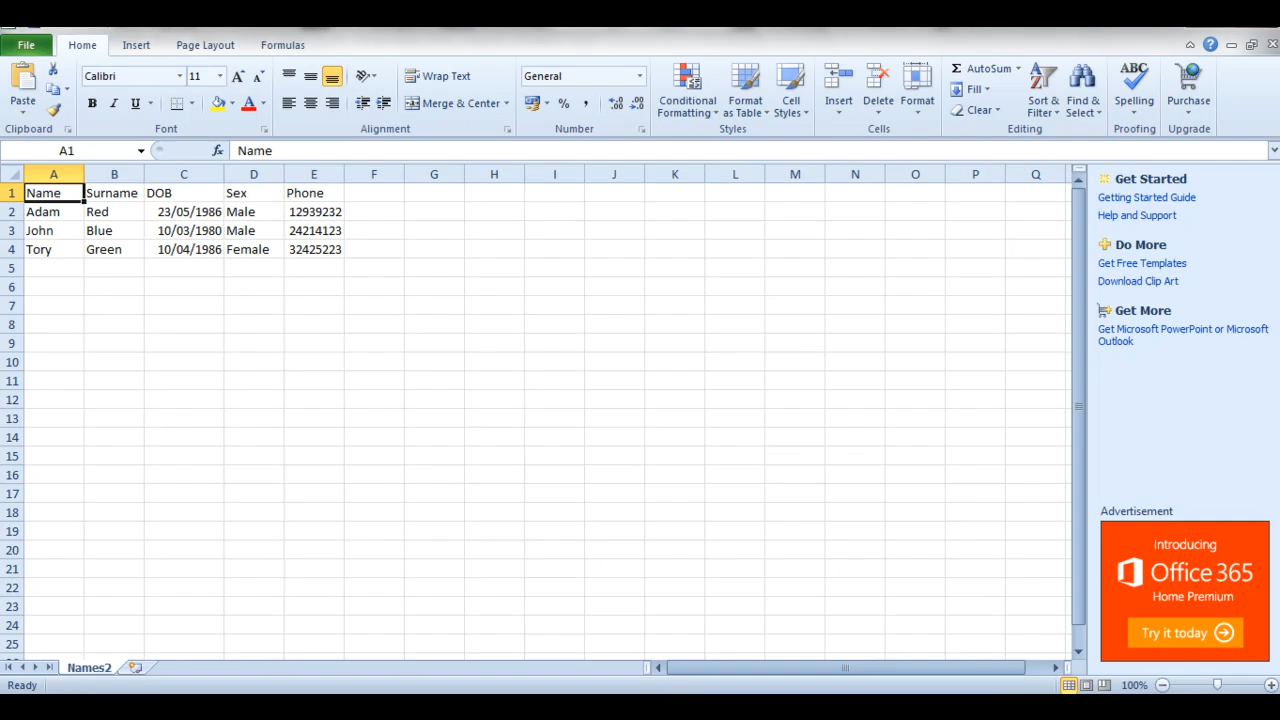 File Home Insert Page Layout Formulas
Calibri 11 Wrap Text General AutoSum
Fill
Paste B I U Merge & Center % , Conditional Formatting Format as Table Cell Styles Insert Delete Format Clear Sort & Filter Find & Select ABC Spelling Purchase
Clipboard Font Alignment Number Styles Cells Editing Proofing Upgrade
A1 fx Name
A B C D E F G H I J K L M N O P Q
1 Name Surname DOB Sex Phone
2 Adam Red 23/05/1986 Male 12939232
3 John Blue 10/03/1980 Male 24214123
4 Tory Green 10/04/1986 Female 32425223
5
6
7
8
9
10
11
12
13
14
15
16
17
18
19
20
21
22
23
24
25
Get Started
Getting Started Guide
Help and Support
Do More
Get Free Templates
Download Clip Art
Get More
Get Microsoft PowerPoint or Microsoft
Outlook
Advertisement
Introducing
Office 365
Home Premium
Try it today
Names2
Ready 100%